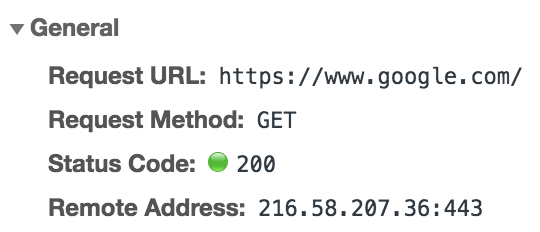 General
Request URL: https://www.google.com/
Request Method: GET
Status Code: 200
Remote Address: 216.58.207.36:443